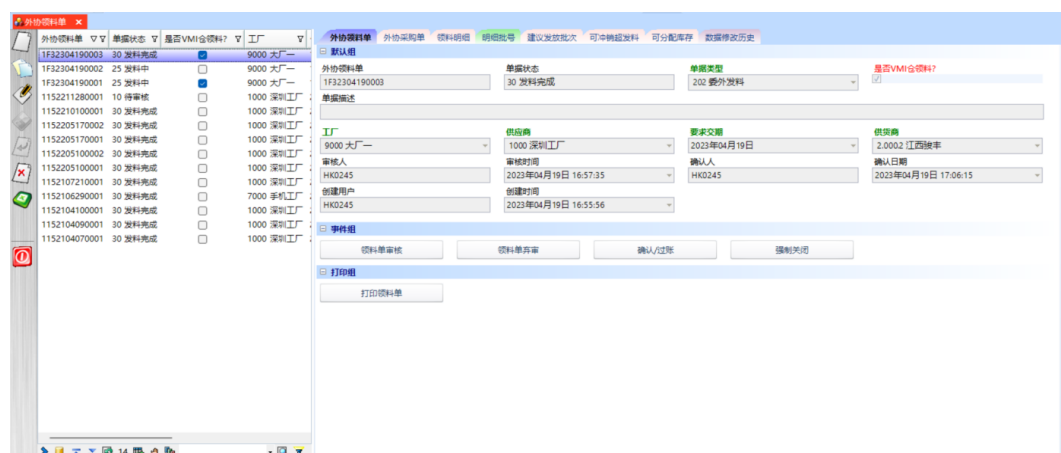 外协领料单 ×
外协领料单 单据状态 是否VMI仓领料? 工厂
1F32304190003 30 发料完成 9000 大厂一
1F32304190002 25 发料中 9000 大厂一
1F32304190001 25 发料中 9000 大厂一
1152211280001 10 待审核 1000 深圳工厂
1152210100001 30 发料完成 1000 深圳工厂
1152205170002 25 发料完成 1000 深圳工厂
1152205170001 30 发料完成 1000 深圳工厂
1152205100002 30 发料完成 1000 深圳工厂
1152205100001 30 发料完成 1000 深圳工厂
1152107210001 30 发料完成 1000 深圳工厂
1152106290001 30 发料完成 7000 手机工厂
1152104100001 30 发料完成 1000 深圳工厂
1152104090001 30 发料完成 1000 深圳工厂
1152104070001 30 发料完成 1000 深圳工厂
14
外协领料单 外协采购单 领料明细 明细批号 建议发放批次 可冲销超发料 可分配库存 数据修改历史
默认组
外协领料单 单据状态 单据类型 是否VMI仓领料?
1F32304190003 30 发料完成 202 委外发料
单据描述
工厂 供应商 要求交期 供货商
9000 大厂一 1000 深圳工厂 2023年04月19日 2.0002 江西骏丰
审核人 审核时间 确认人 确认日期
HK0245 2023年04月19日 16:57:35 HK0245 2023年04月19日 17:06:15
创建用户 创建时间
HK0245 2023年04月19日 16:55:56
事件组
领料单审核 领料单弃审 确认/过账 强制关闭
打印组
打印领料单